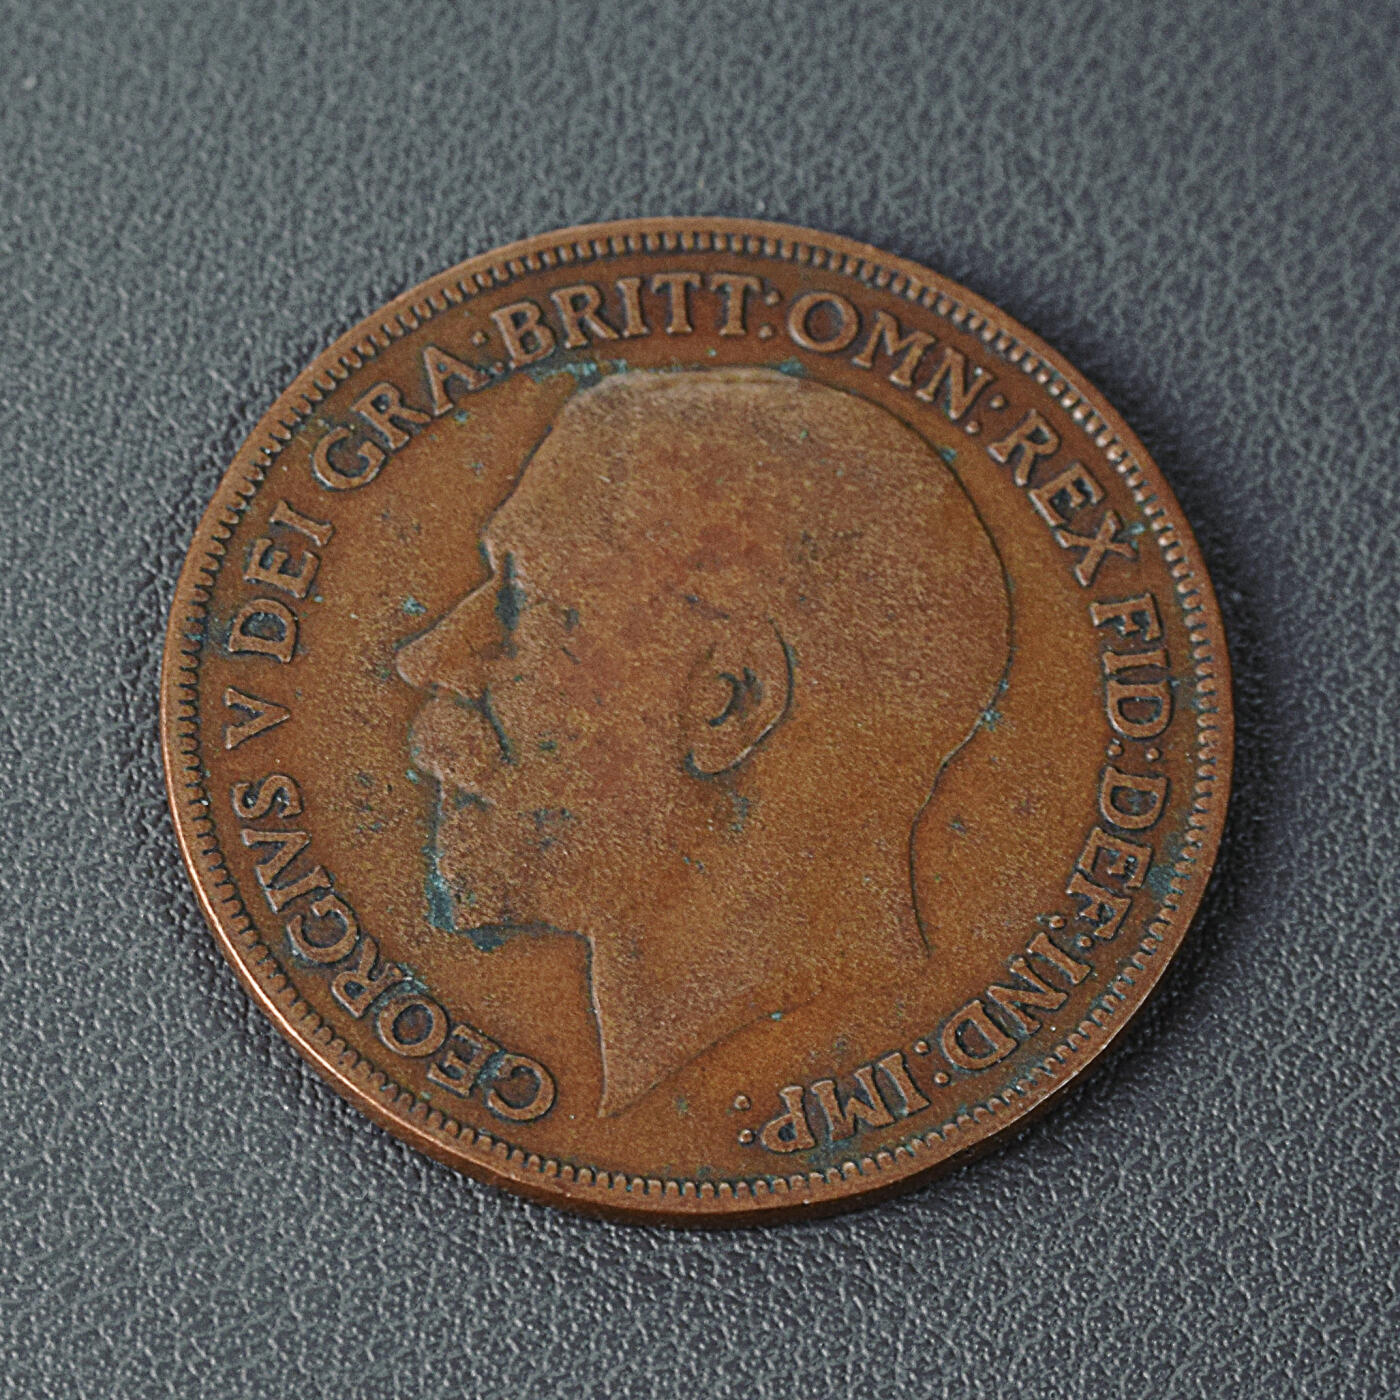 GEORGIVS V DEI GRA:BRITT:OMN:REX FID:DEF:IND:IMP: